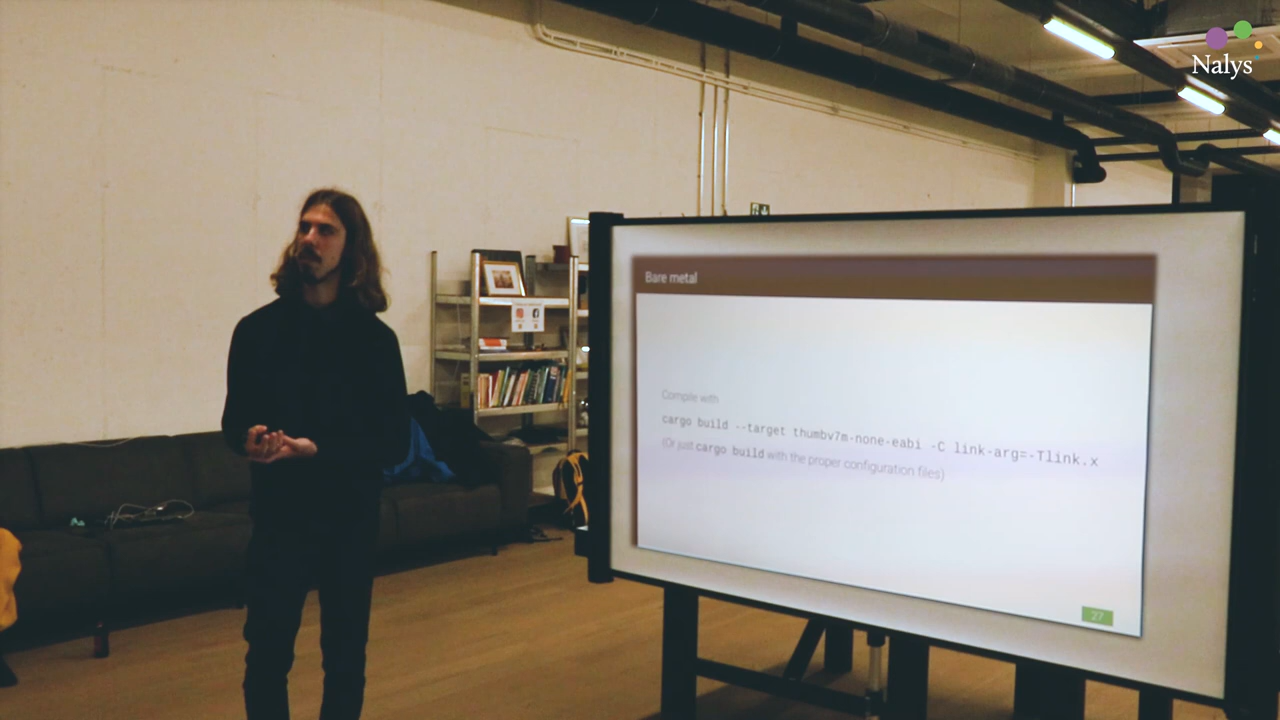 Nalys
Bare metal
Compile with
cargo build --target thumbv7m-none-eabi -C link-arg=-Tlink.x
(Or just cargo build with the proper configuration files)
27